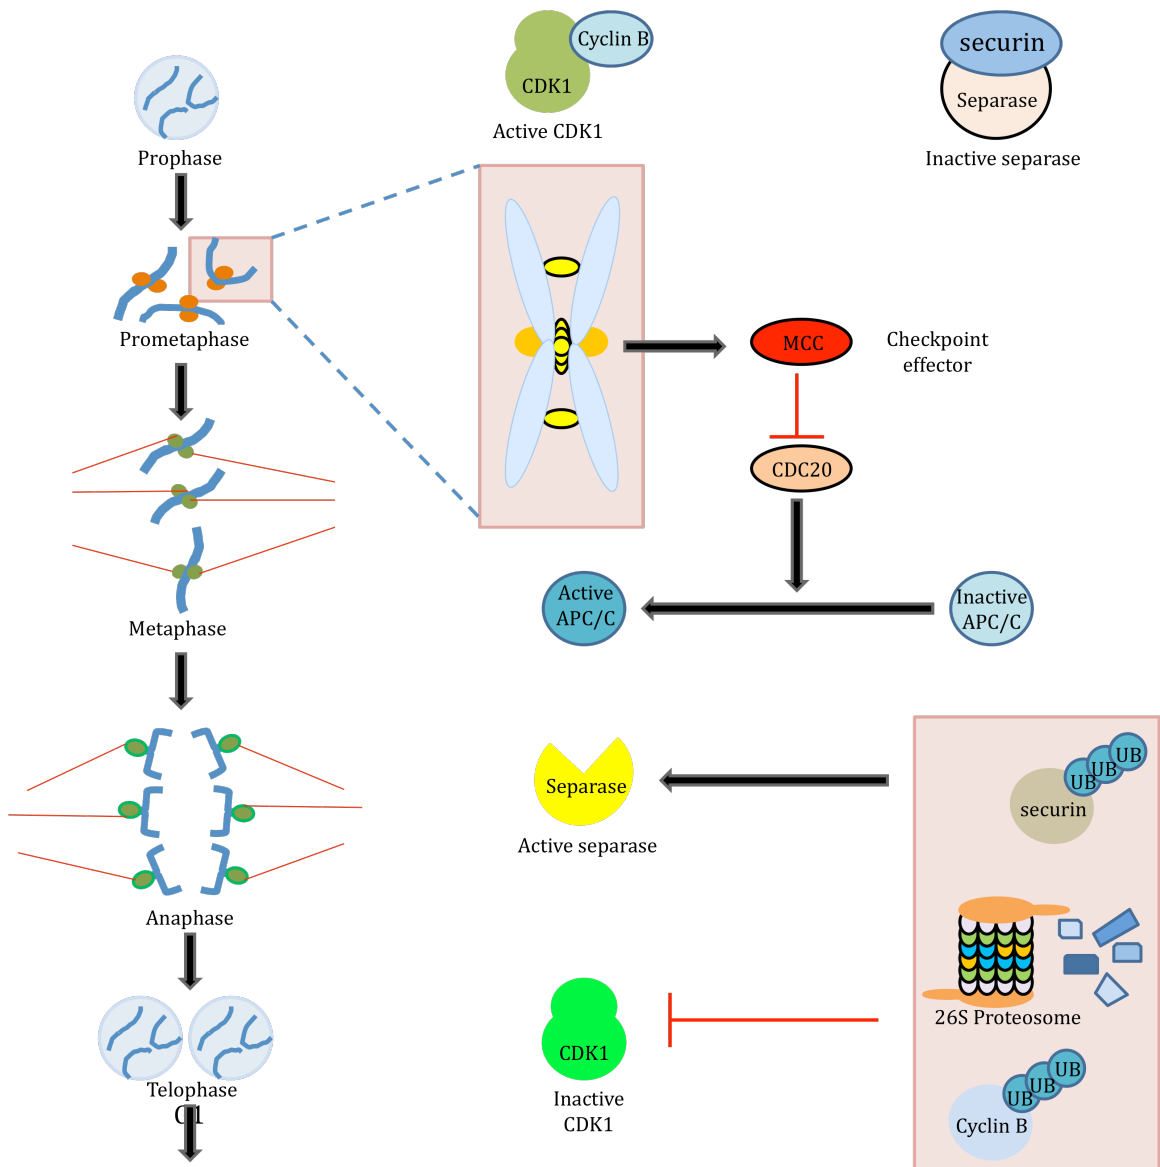 Cyclin B
CDK1
Active CDK1
securin
Separase
Inactive separase
Prophase
Prometaphase
MCC
Checkpoint
effector
CDC20
Metaphase
Active
APC/C
Inactive
APC/C
Separase
Active separase
UB
UB
UB
securin
Anaphase
26S Proteosome
CDK1
Inactive
CDK1
UB
UB
UB
Cyclin B
Telophase
G1